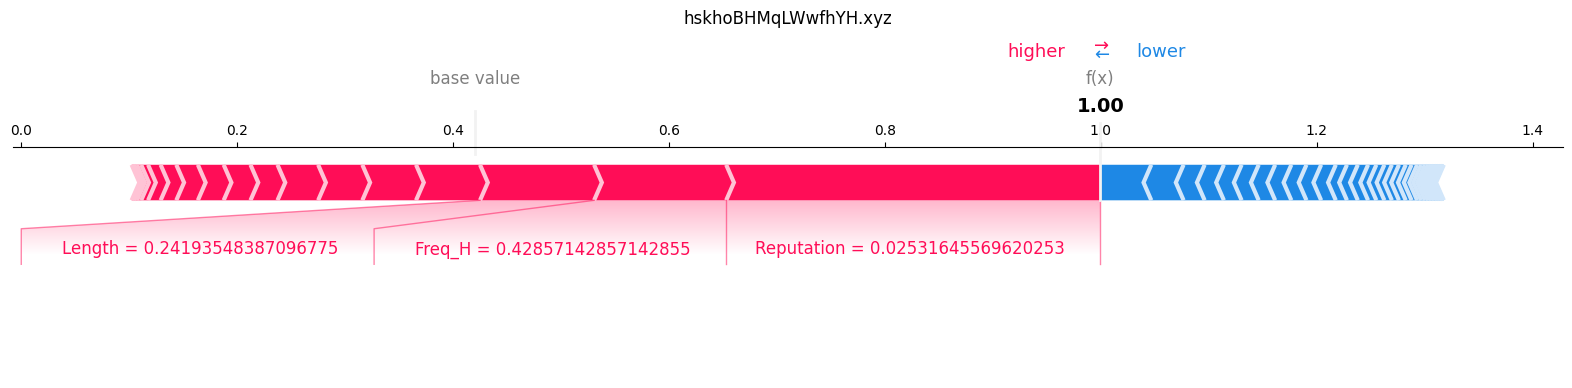 hskhoBHMqLWwfhYH.xyz
higher → ← lower
base value f(x)
1.00
0.0 0.2 0.4 0.6 0.8 1.0 1.2 1.4
Length = 0.24193548387096775 Freq_H = 0.42857142857142855 Reputation = 0.02531645569620253